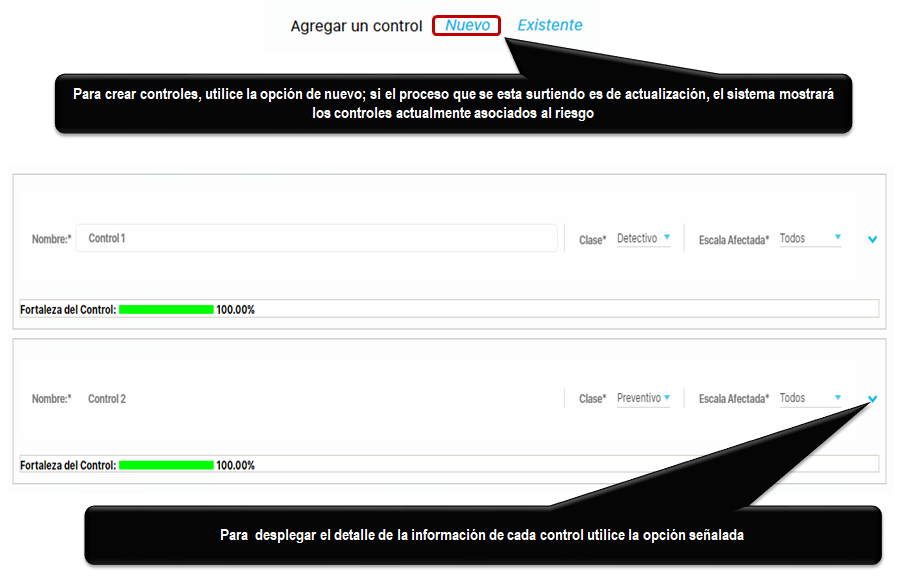 Agregar un control Nuevo Existente
Para crear controles, utilice la opción de nuevo; si el proceso que se esta surtiendo es de actualización, el sistema mostrará
los controles actualmente asociados al riesgo
Nombre:* Control 1 Clase* Detectivo Escala Afectada* Todos
Fortaleza del Control: 100.00%
Nombre:* Control 2 Clase* Preventivo Escala Afectada* Todos
Fortaleza del Control: 100.00%
Para desplegar el detalle de la información de cada control utilice la opción señalada